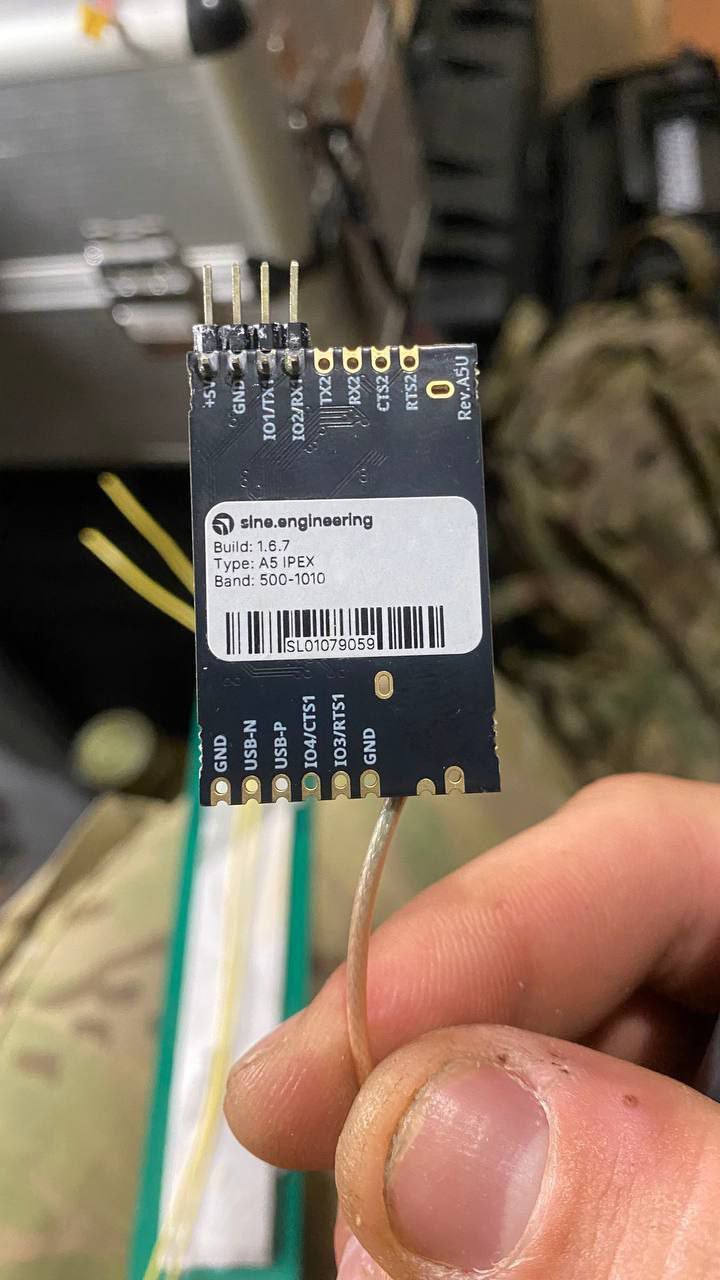 +5V
GND
IO1/TX1
IO2/RX1
TX2
RX2
CTS2
RTS2
Rev.A5U
sine.engineering
Build: 1.6.7
Type: A5 IPEX
Band: 500-1010
SL01079059
GND
USB-N
USB-P
IO4/CTS1
IO3/RTS1
GND